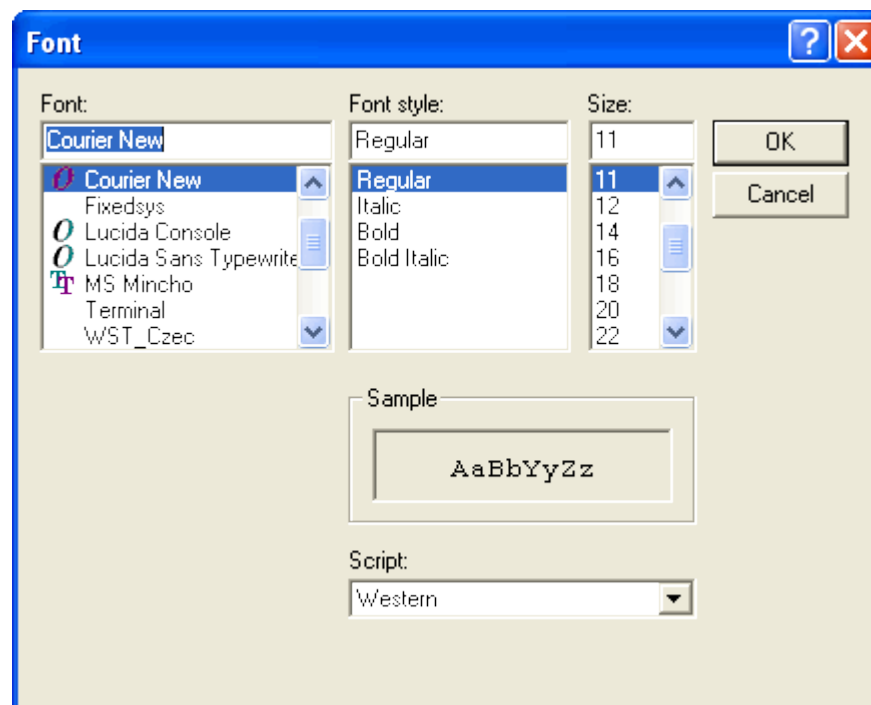 Font
Font: Font style: Size:
Courier New Regular 11 OK
Courier New Regular 11 Cancel
Fixedsys Italic 12
Lucida Console Bold 14
Lucida Sans Typewrite Bold Italic 16
MS Mincho 18
Terminal 20
WST_Czec 22
Sample
AaBbYyZz
Script:
Western